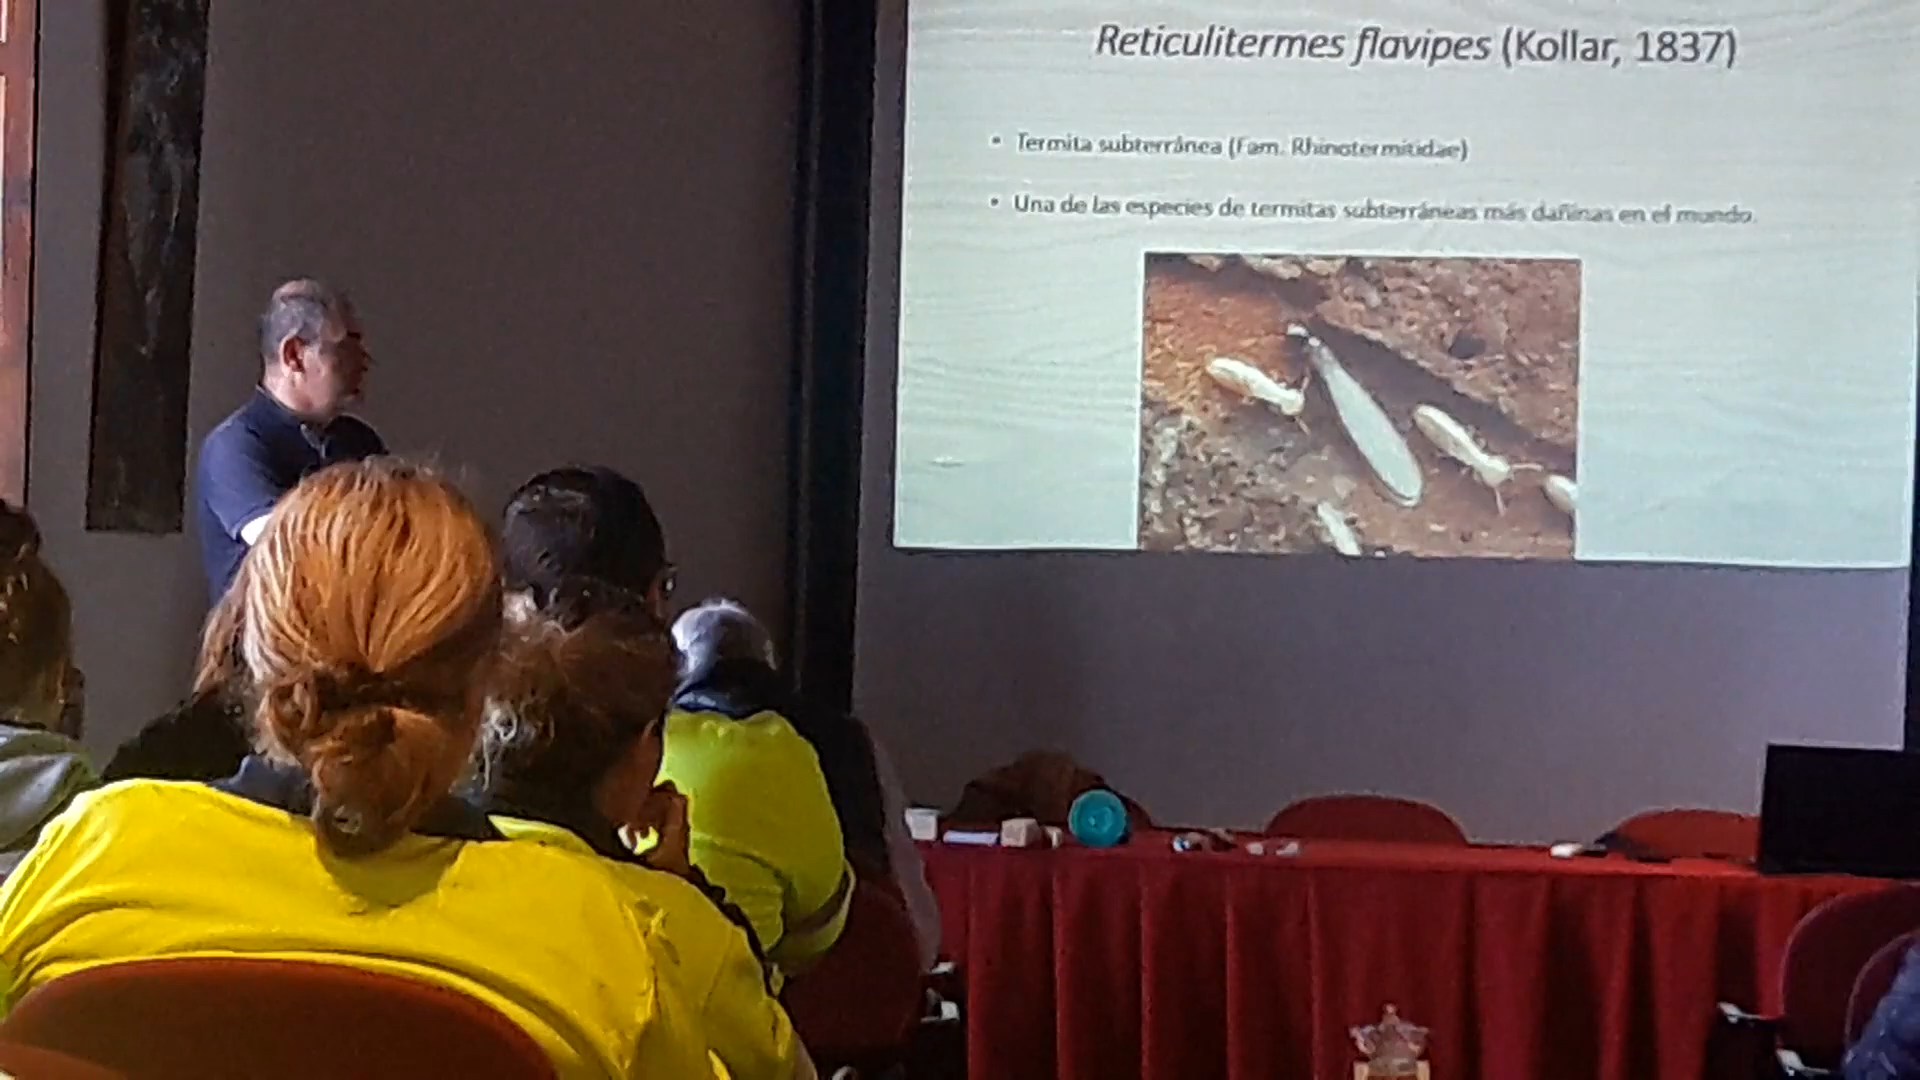 Reticulitermes flavipes (Kollar, 1837)
• Termita subterránea (Fam. Rhinotermitidae)
• Una de las especies de termitas subterráneas más dañinas en el mundo.